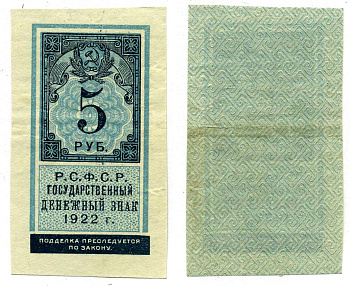 5
РУБ.
Р.С.Ф.С.Р.
ГОСУДАРСТВЕННЫЙ
ДЕНЕЖНЫЙ ЗНАК
1922 г.
ПОДДЕЛКА ПРЕСЛЕДУЕТСЯ
ПО ЗАКОНУ.